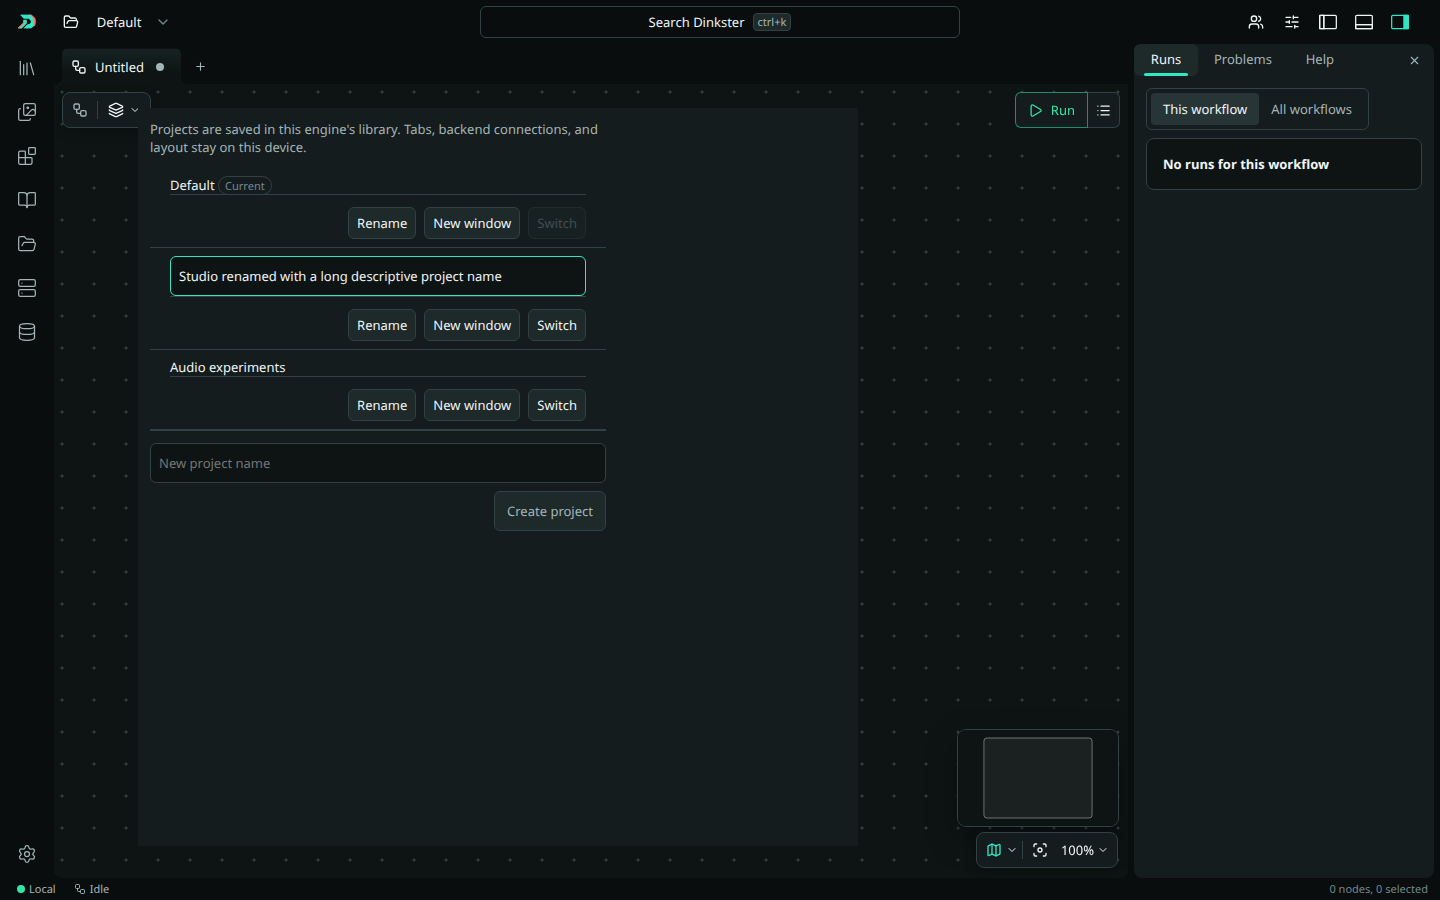 Default
Search Dinkster ctrl+k
Untitled
Run
Runs Problems Help
This workflow All workflows
No runs for this workflow
Projects are saved in this engine's library. Tabs, backend connections, and
layout stay on this device.
Default Current
Rename New window Switch
Studio renamed with a long descriptive project name
Rename New window Switch
Audio experiments
Rename New window Switch
New project name
Create project
100%
Local Idle
0 nodes, 0 selected